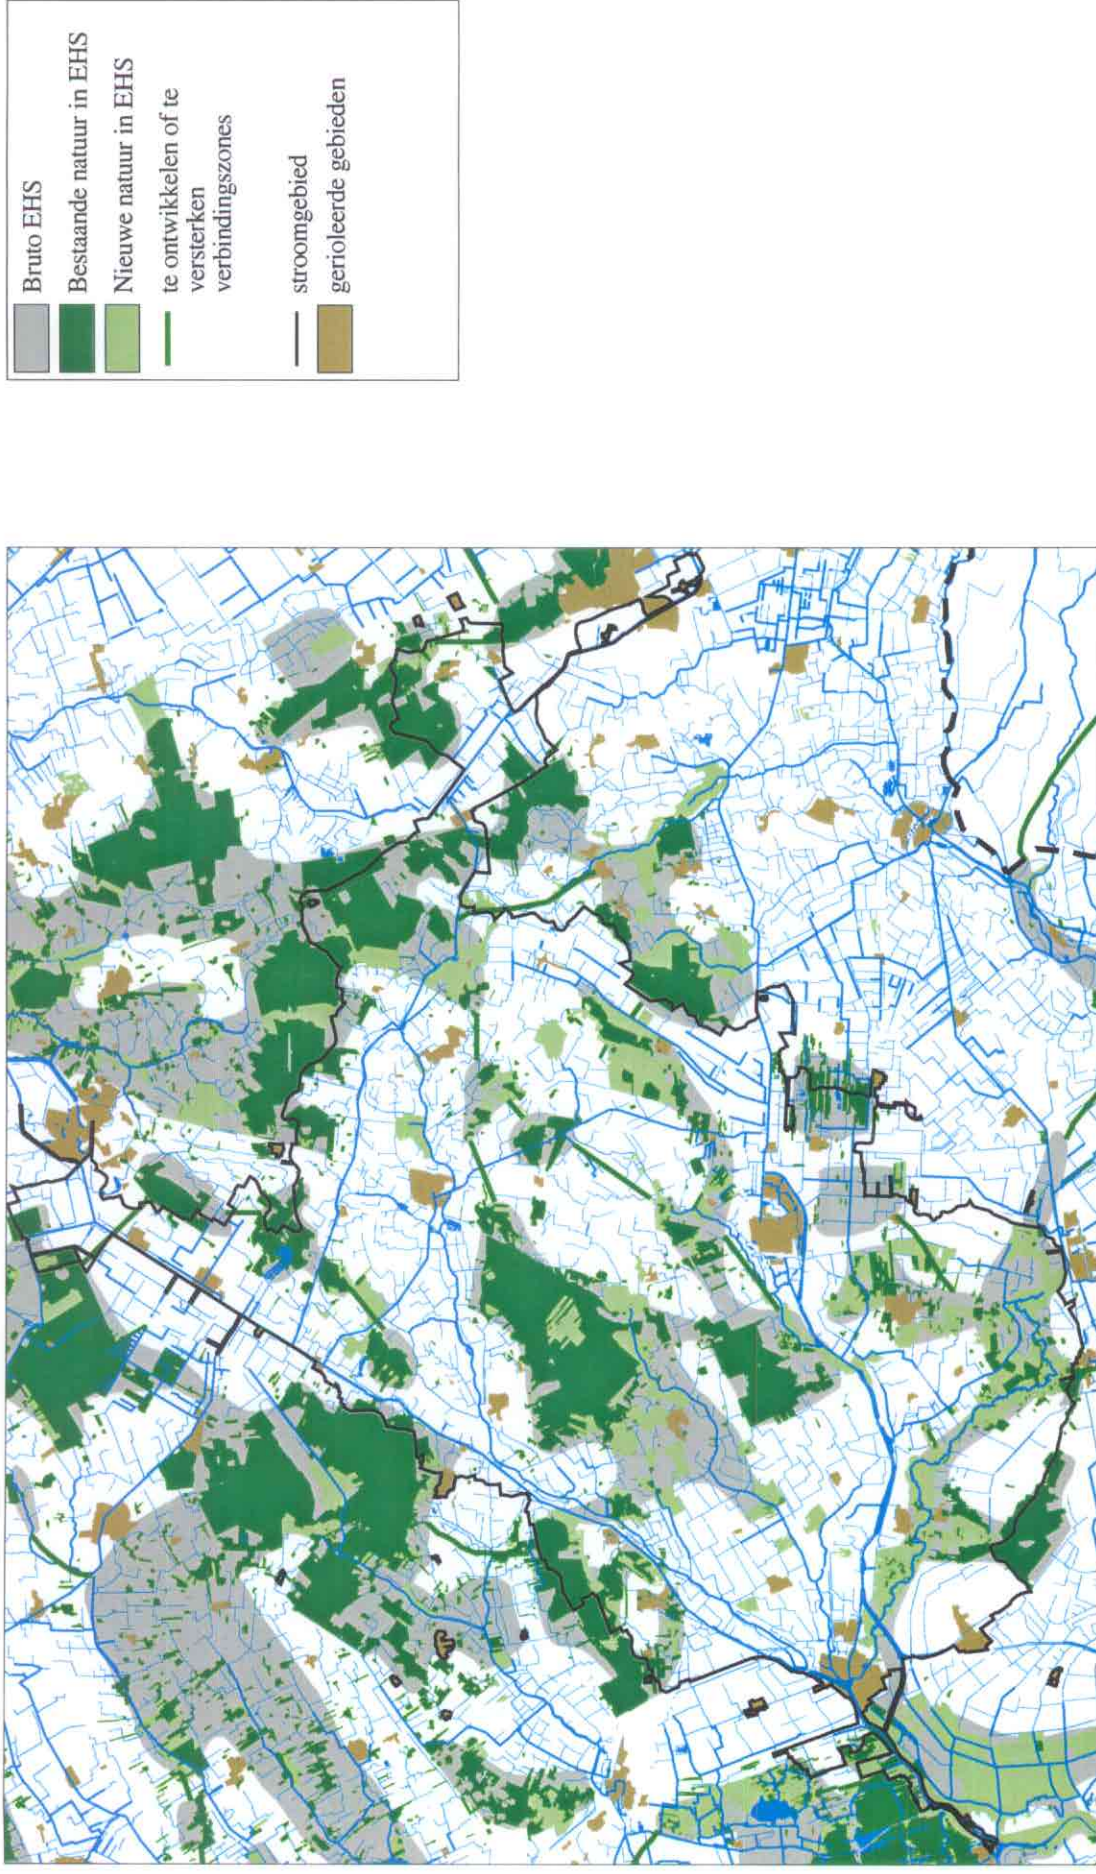 Bruto EHS
Bestaande natuur in EHS
Nieuwe natuur in EHS
te ontwikkelen of te
versterken
verbindingszones
stroomgebied
gerioleerde gebieden